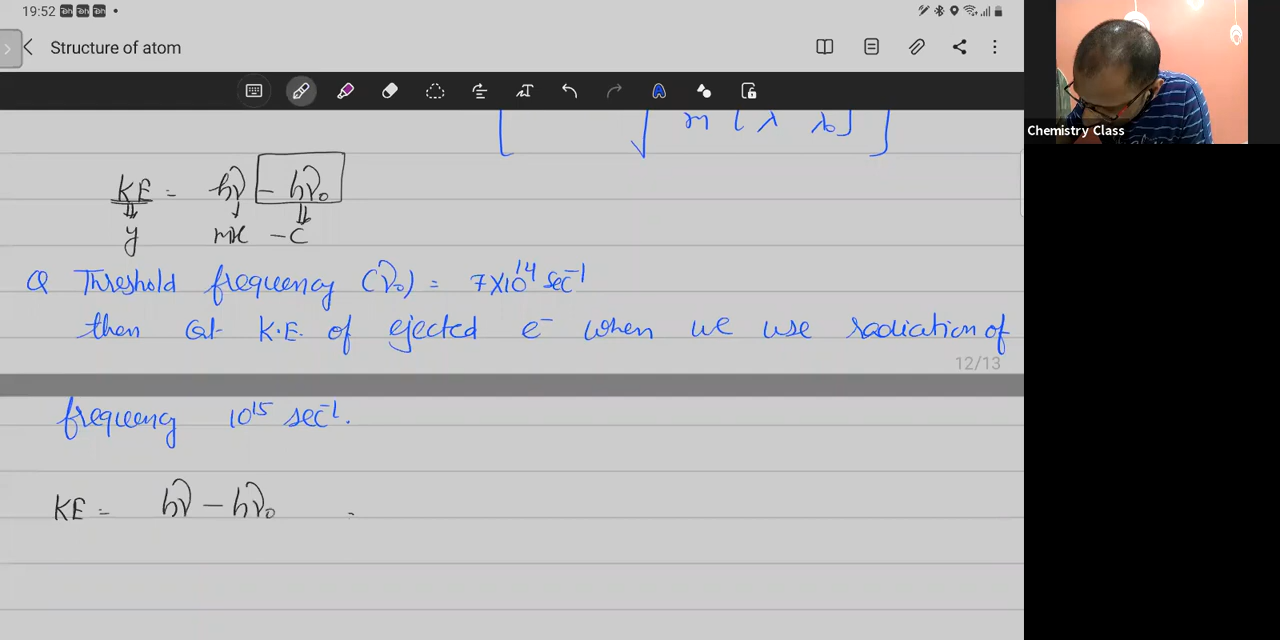 19:52
Structure of atom
Chemistry Class
m [ λ λ₀ ]
KE = hν - hν₀
y mx - C
Q Threshold frequency (ν₀) = 7×10¹⁴ sec⁻¹
then Cal K.E. of ejected e⁻ when we use radiation of
12/13
frequency 10¹⁵ sec⁻¹.
KE = hν - hν₀ =